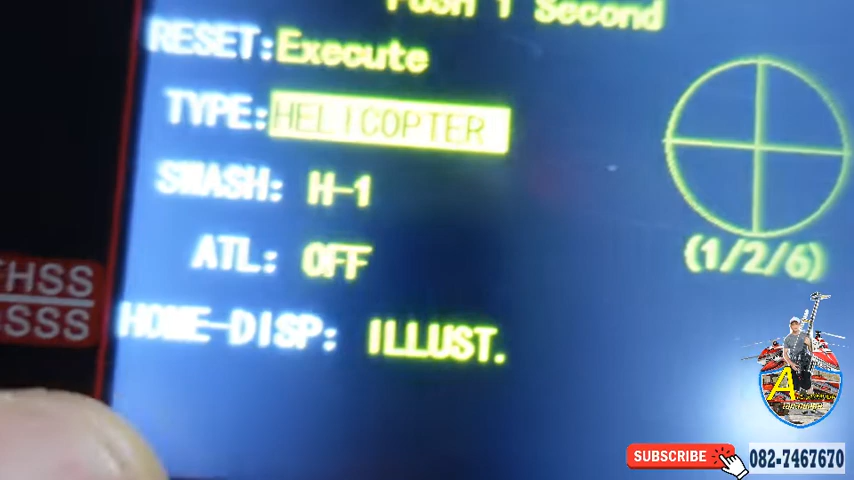 Push 1 Second
RESET:Execute
TYPE:HELICOPTER
SWASH: H-1
ATL: OFF
(1/2/6)
THSS
SSS
HOME-DISP: ILLUST.
A
SUBSCRIBE
082-7467670